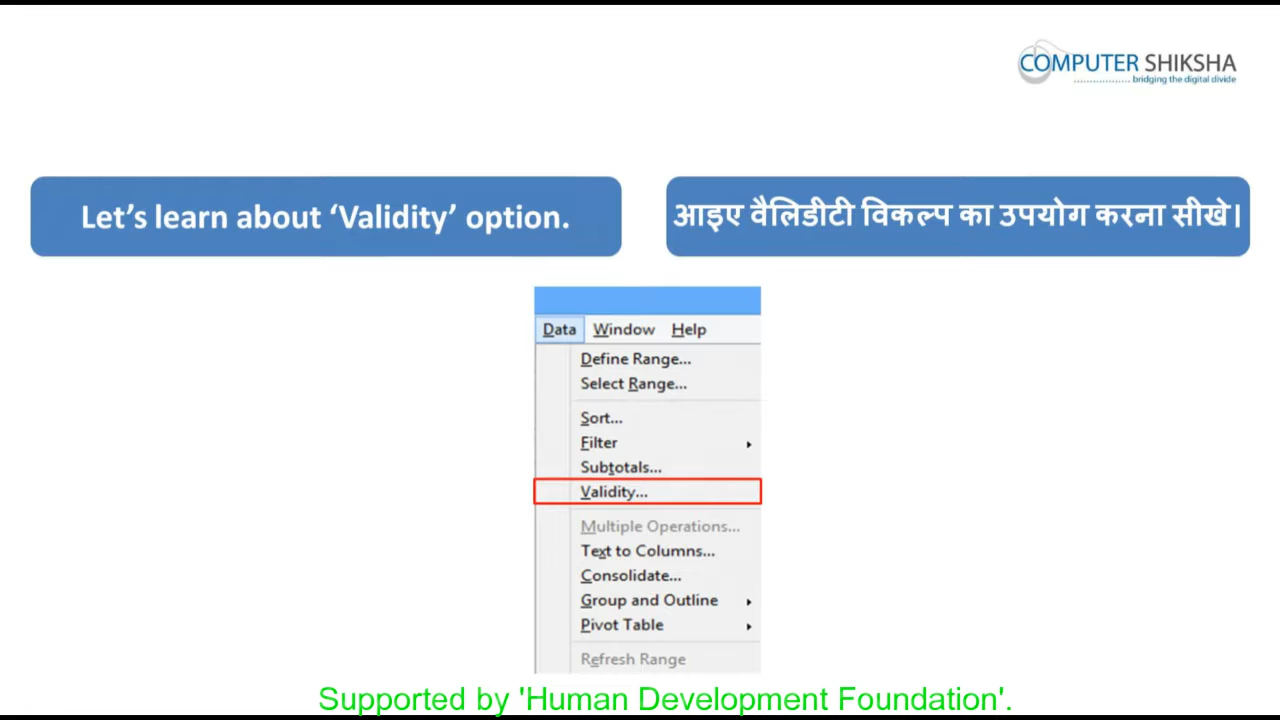 COMPUTER SHIKSHA
................. bridging the digital divide
Let's learn about 'Validity' option.
आइए वैलिडीटी विकल्प का उपयोग करना सीखे।
Data Window Help
Define Range...
Select Range...
Sort...
Filter
Subtotals...
Validity...
Multiple Operations...
Text to Columns...
Consolidate...
Group and Outline
Pivot Table
Refresh Range
Supported by 'Human Development Foundation'.